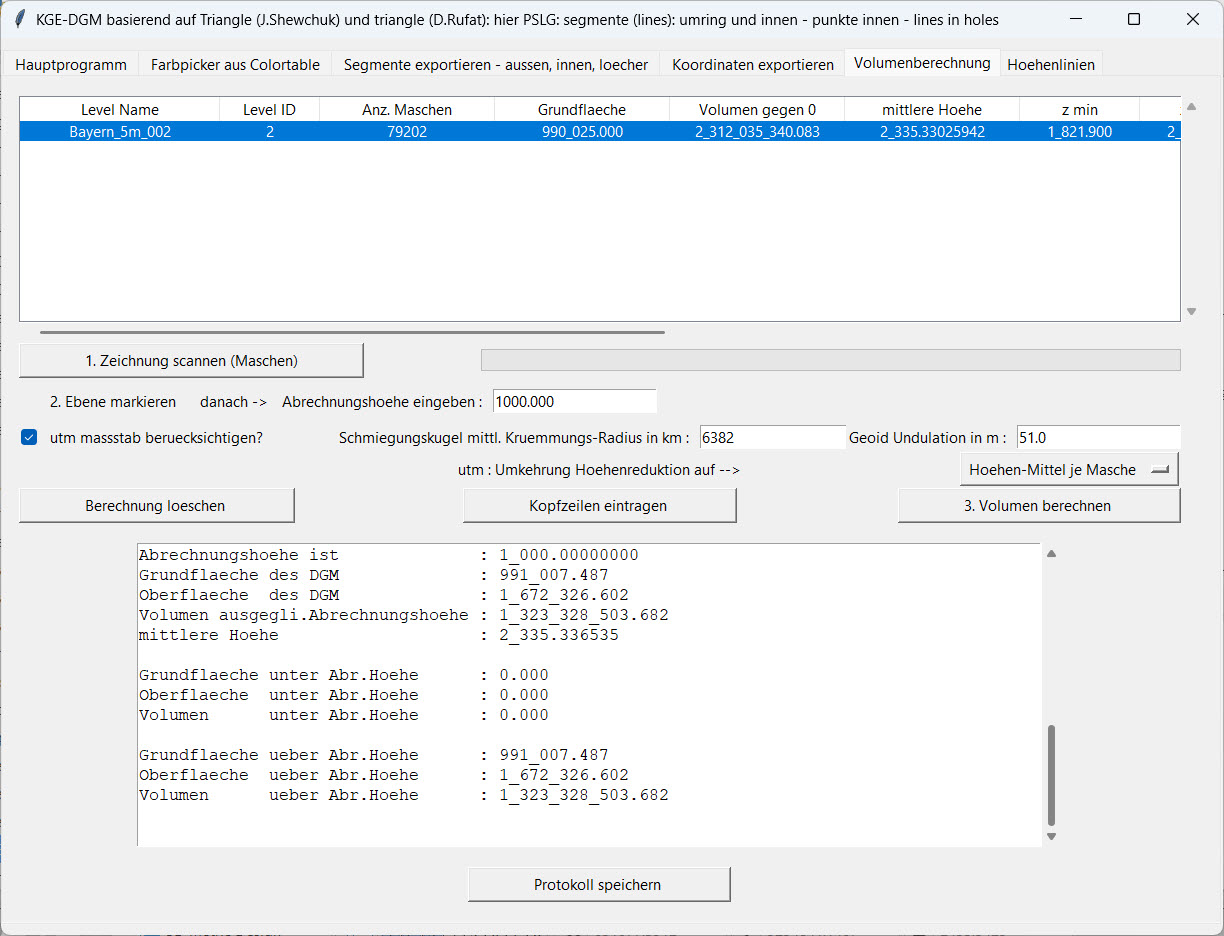 KGE-DGM basierend auf Triangle (J.Shewchuk) und triangle (D.Rufat): hier PSLG: segmente (lines): umring und innen - punkte innen - lines in holes
Hauptprogramm Farbpicker aus Colortable Segmente exportieren - aussen, innen, loecher Koordinaten exportieren Volumenberechnung Hoehenlinien
Level Name Level ID Anz. Maschen Grundflaeche Volumen gegen 0 mittlere Hoehe z min
Bayern_5m_002 2 79202 990_025.000 2_312_035_340.083 2_335.33025942 1_821.900 2_
1. Zeichnung scannen (Maschen)
2. Ebene markieren danach -> Abrechnungshoehe eingeben : 1000.000
utm massstab beruecksichtigen? Schmiegungskugel mittl. Kruemmungs-Radius in km : 6382 Geoid Undulation in m : 51.0
utm : Umkehrung Hoehenreduktion auf --> Hoehen-Mittel je Masche
Berechnung loeschen Kopfzeilen eintragen 3. Volumen berechnen
Abrechnungshoehe ist : 1_000.00000000
Grundflaeche des DGM : 991_007.487
Oberflaeche des DGM : 1_672_326.602
Volumen ausgegli.Abrechnungshoehe : 1_323_328_503.682
mittlere Hoehe : 2_335.336535
Grundflaeche unter Abr.Hoehe : 0.000
Oberflaeche unter Abr.Hoehe : 0.000
Volumen unter Abr.Hoehe : 0.000
Grundflaeche ueber Abr.Hoehe : 991_007.487
Oberflaeche ueber Abr.Hoehe : 1_672_326.602
Volumen ueber Abr.Hoehe : 1_323_328_503.682
Protokoll speichern